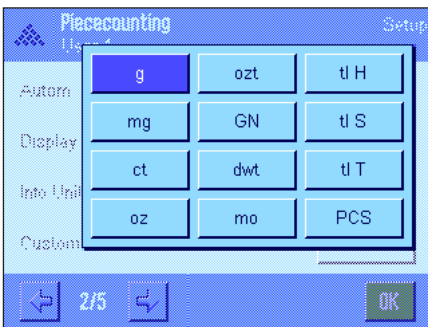 Piececounting
Setup
g ozt tl H
Autom
mg GN tl S
Display
ct dwt tl T
Into Unit
oz mo PCS
Custom
2/5
OK